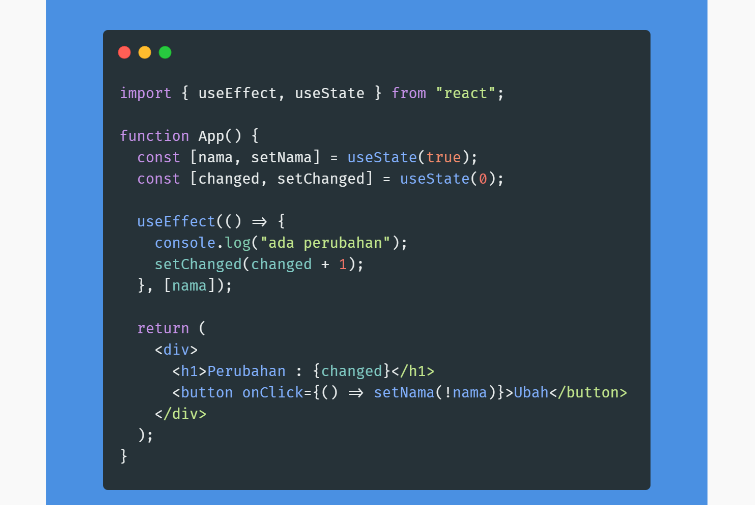 import { useEffect, useState } from "react";
function App() {
const [nama, setNama] = useState(true);
const [changed, setChanged] = useState(0);
useEffect(() => {
console.log("ada perubahan");
setChanged(changed + 1);
}, [nama]);
return (
<div>
<h1>Perubahan : {changed}</h1>
<button onClick={() => setNama(!nama)}>Ubah</button>
</div>
);
}